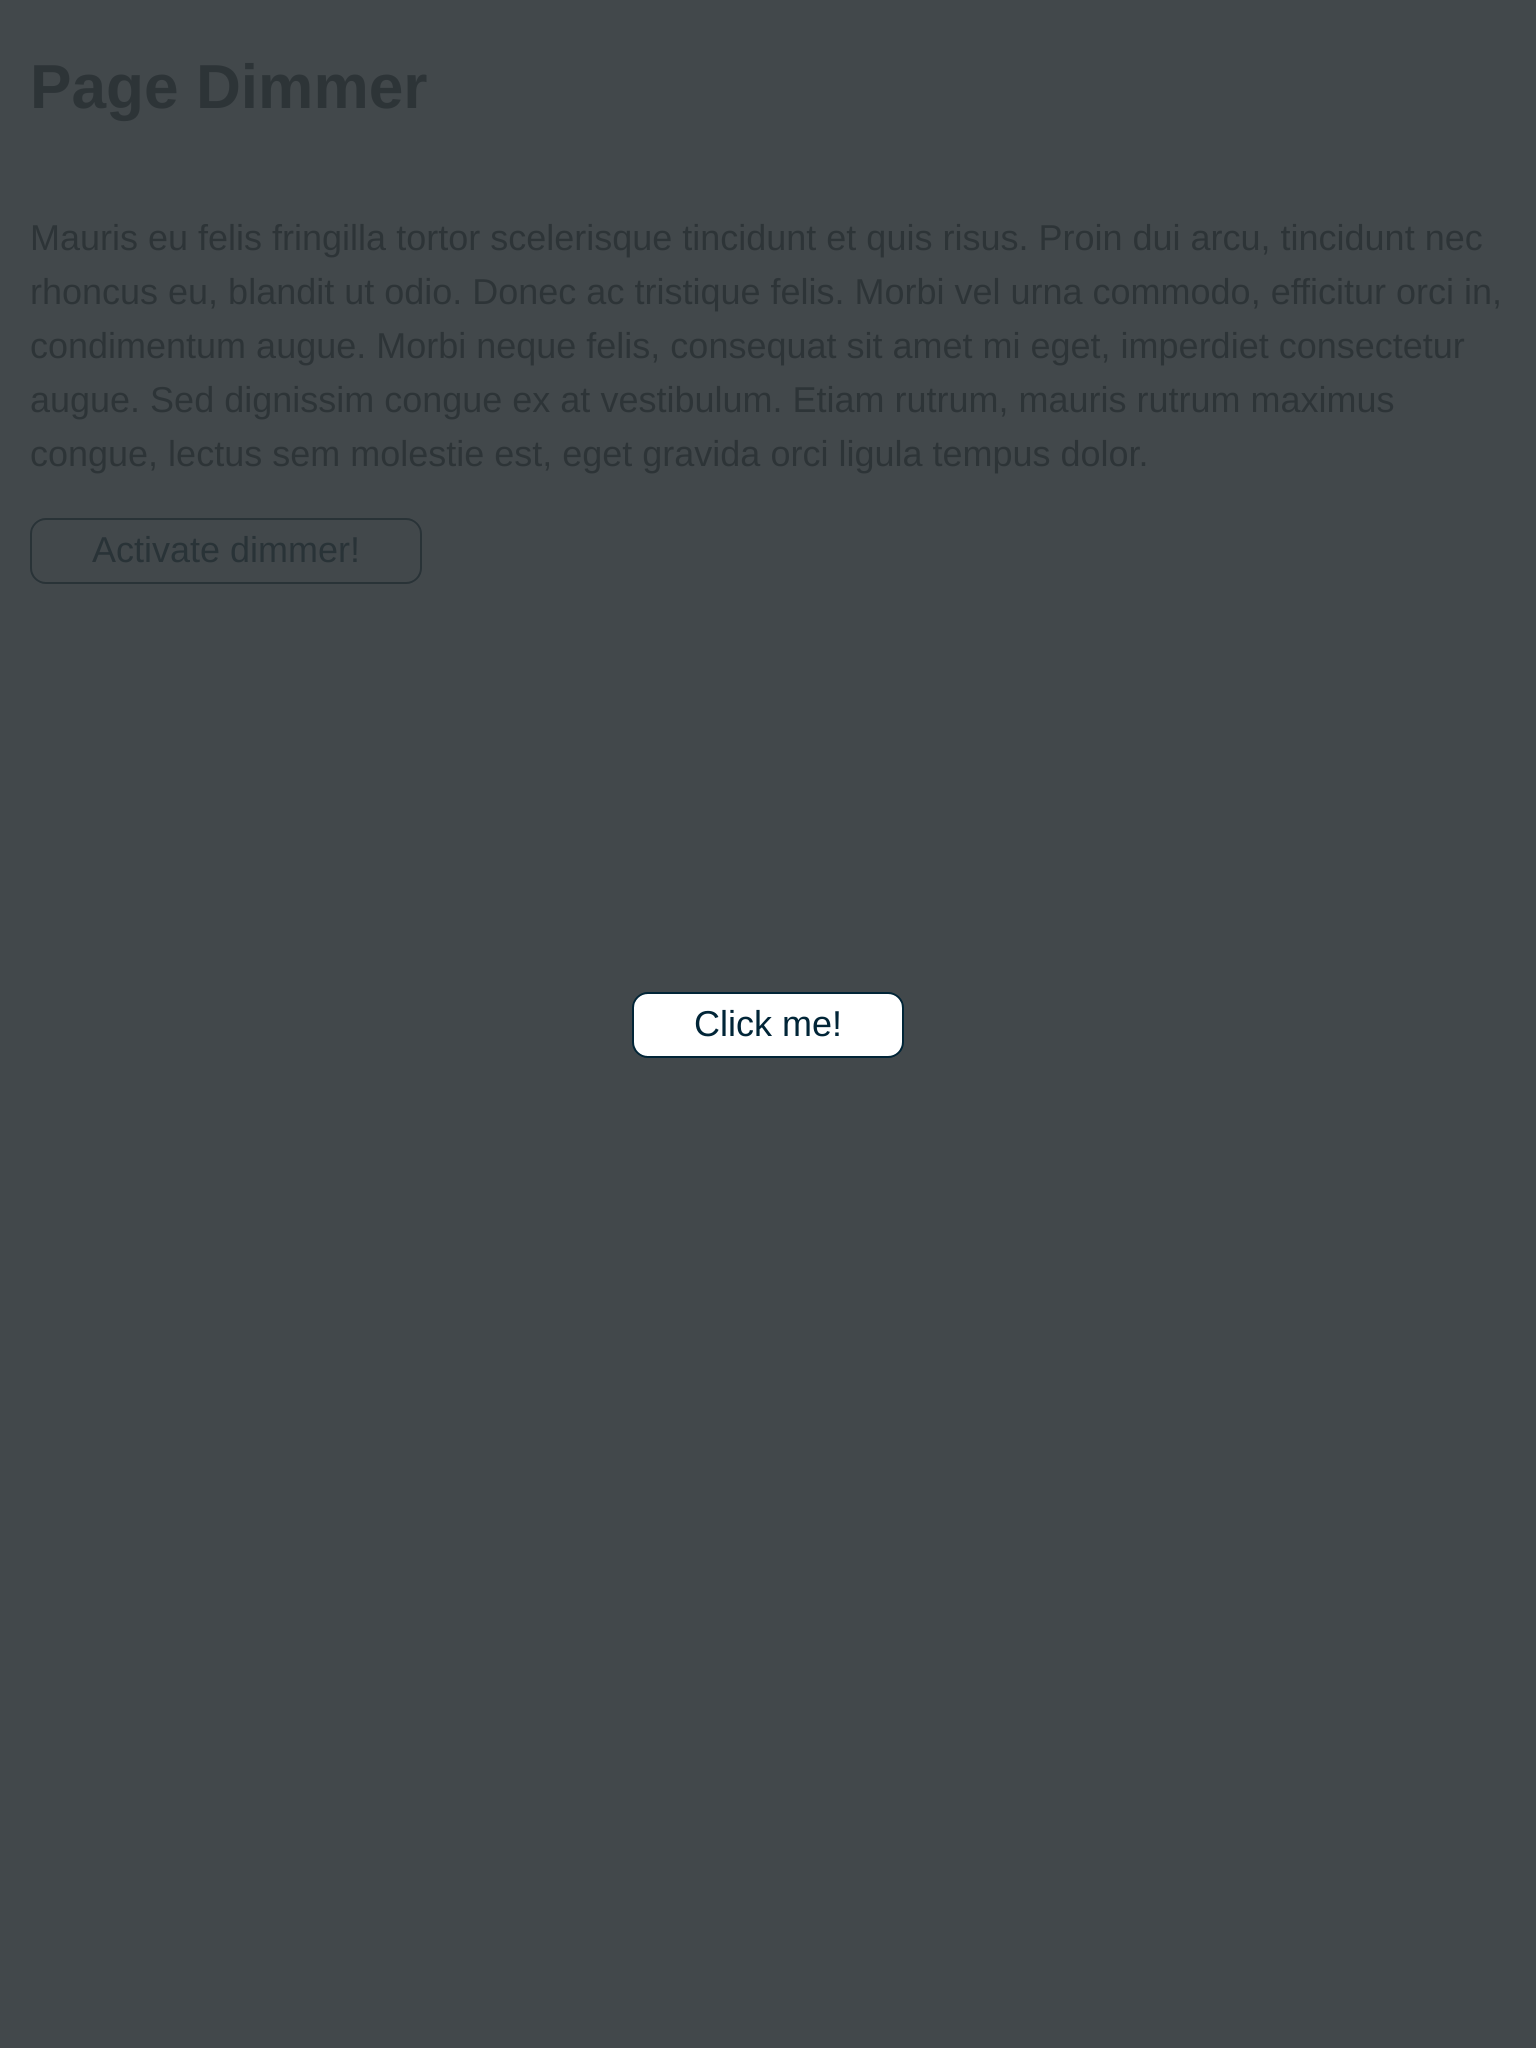 Page Dimmer
Mauris eu felis fringilla tortor scelerisque tincidunt et quis risus. Proin dui arcu, tincidunt nec
rhoncus eu, blandit ut odio. Donec ac tristique felis. Morbi vel urna commodo, efficitur orci in,
condimentum augue. Morbi neque felis, consequat sit amet mi eget, imperdiet consectetur
augue. Sed dignissim congue ex at vestibulum. Etiam rutrum, mauris rutrum maximus
congue, lectus sem molestie est, eget gravida orci ligula tempus dolor.
Activate dimmer!
Click me!